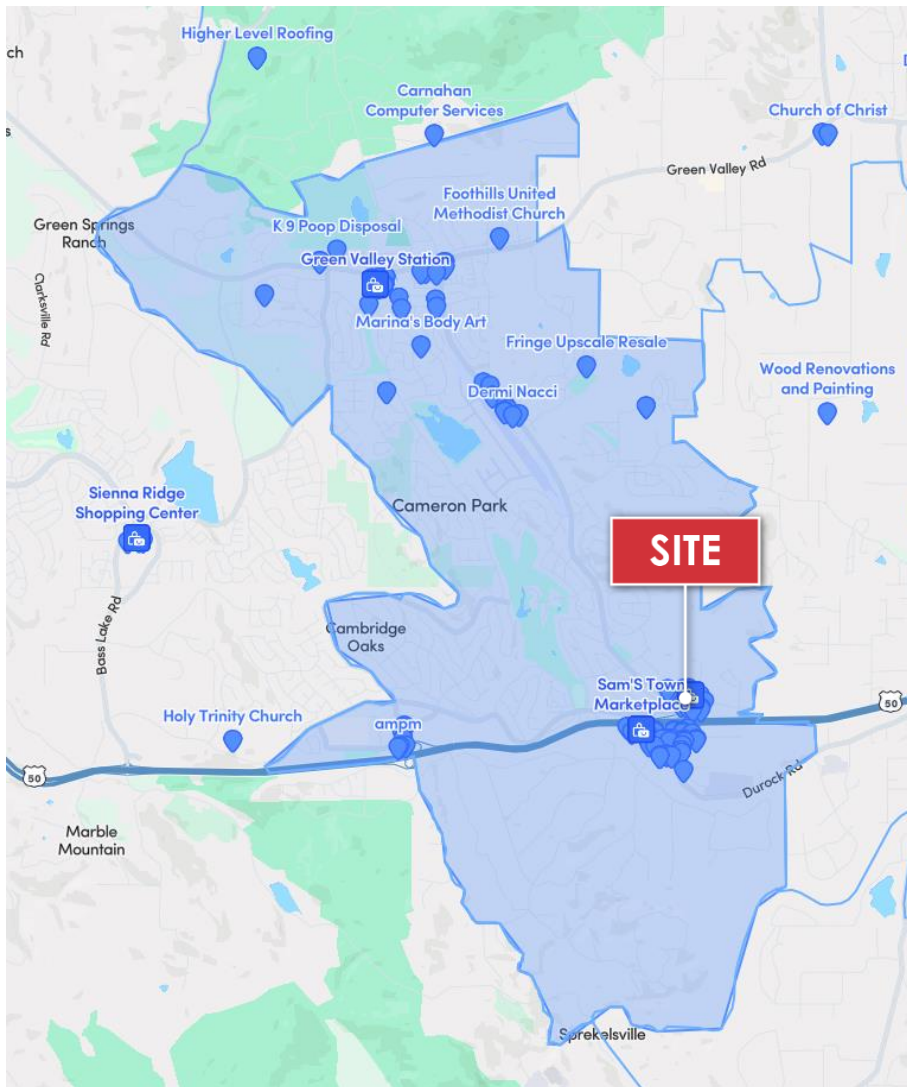 Higher Level Roofing
ch
Carnahan
Computer Services
Church of Christ
Green Valley Rd
Foothills United
Methodist Church
K 9 Poop Disposal
Green Springs
Ranch
Green Valley Station
Clarksville Rd
Marina's Body Art
Fringe Upscale Resale
Dermi Nacci
Wood Renovations
and Painting
Sienna Ridge
Shopping Center
Cameron Park
SITE
Bass Lake Rd
Cambridge
Oaks
Sam'S Town
Marketplace
50
Holy Trinity Church
ampm
50
Durock Rd
Marble
Mountain
Sprekelsville